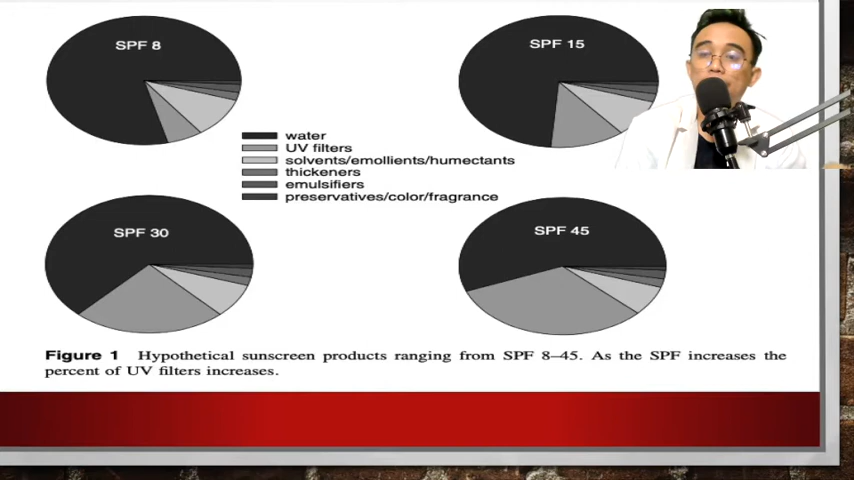 SPF 8
SPF 15
water
UV filters
solvents/emollients/humectants
thickeners
emulsifiers
preservatives/color/fragrance
SPF 30
SPF 45
Figure 1 Hypothetical sunscreen products ranging from SPF 8–45. As the SPF increases the
percent of UV filters increases.